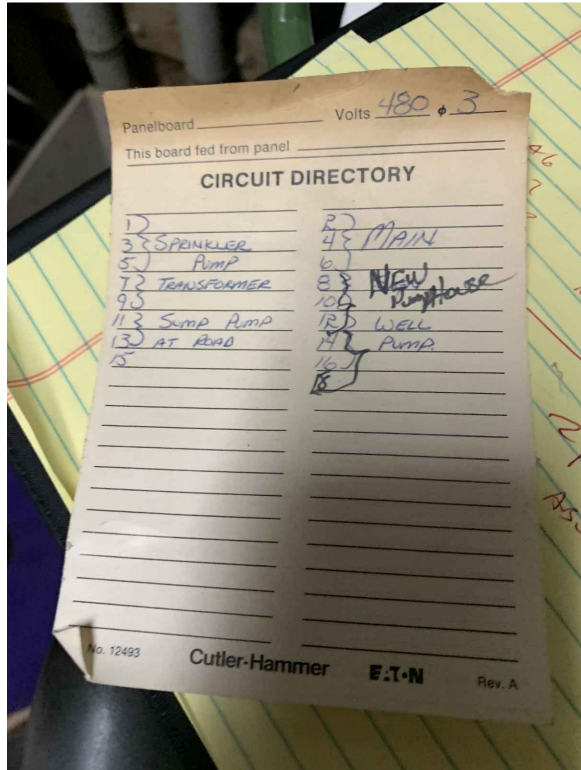 Panelboard Volts 480 ϕ 3
This board fed from panel
CIRCUIT DIRECTORY
1
3 SPRINKLER
5 PUMP
7 TRANSFORMER
9
11 SUMP PUMP
13 AT ROAD
15
2
4 MAIN
6
8 NEW
10 PUMPHOUSE
12 WELL
14 PUMP.
16
18
No. 12493 Cutler-Hammer E·T·N Rev. A